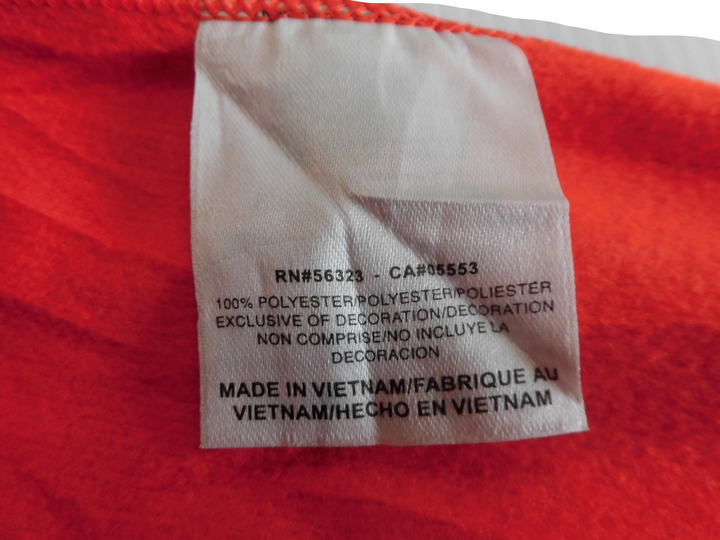 RN#56323 - CA#05553
100% POLYESTER/POLYESTER/POLIESTER
EXCLUSIVE OF DECORATION/DECORATION
NON COMPRISE/NO INCLUYE LA
DECORACION
MADE IN VIETNAM/FABRIQUE AU
VIETNAM/HECHO EN VIETNAM